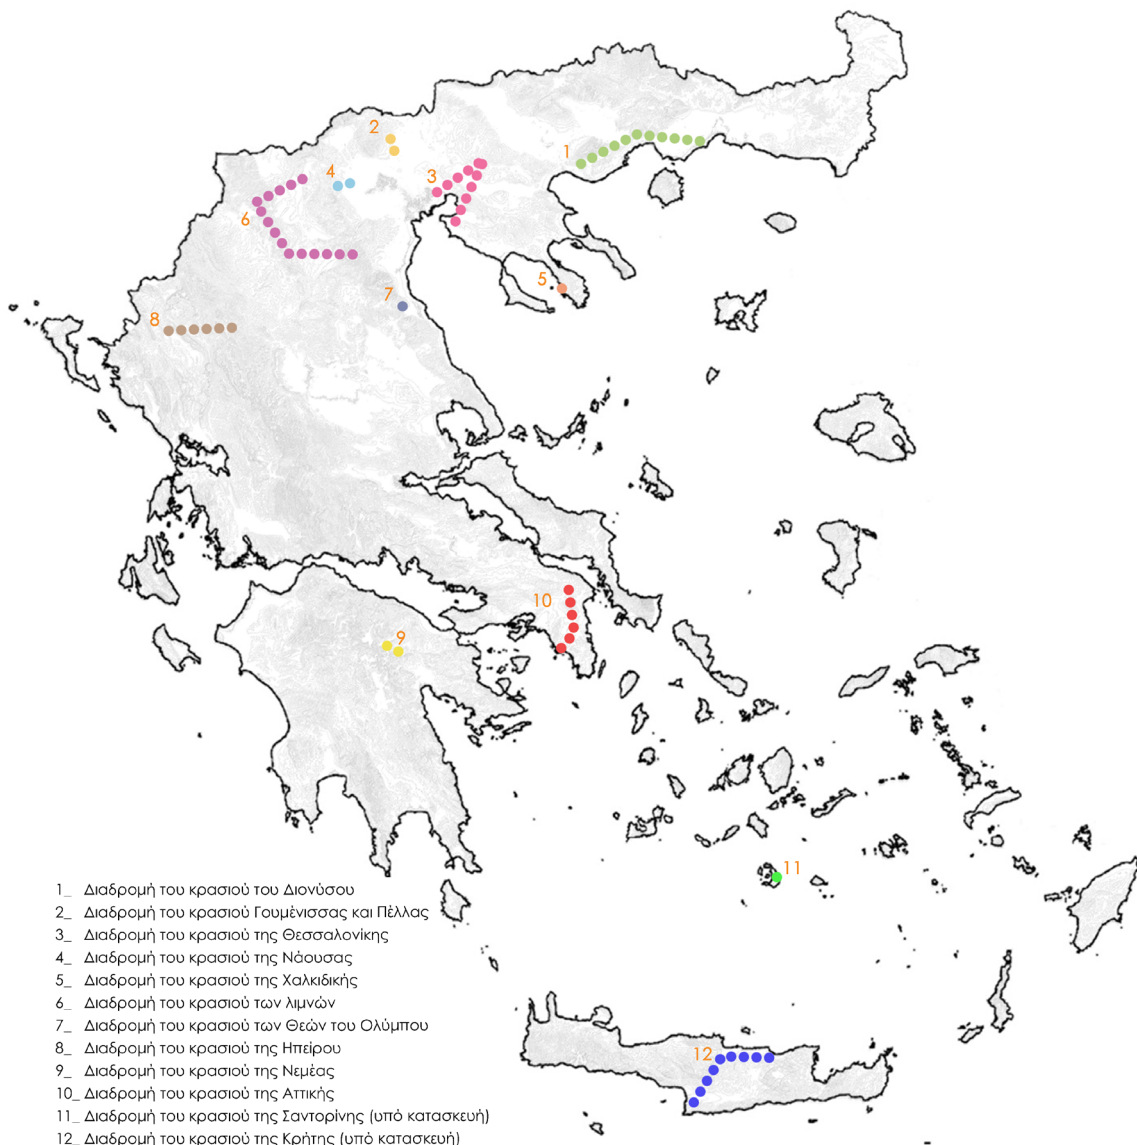 2
1
3
4
6
5
7
8
10
9
11
12
1_ Διαδρομή του κρασιού του Διονύσου
2_ Διαδρομή του κρασιού Γουμένισσας και Πέλλας
3_ Διαδρομή του κρασιού της Θεσσαλονίκης
4_ Διαδρομή του κρασιού της Νάουσας
5_ Διαδρομή του κρασιού της Χαλκιδικής
6_ Διαδρομή του κρασιού των λιμνών
7_ Διαδρομή του κρασιού των Θεών του Ολύμπου
8_ Διαδρομή του κρασιού της Ηπείρου
9_ Διαδρομή του κρασιού της Νεμέας
10_ Διαδρομή του κρασιού της Αττικής
11_ Διαδρομή του κρασιού της Σαντορίνης (υπό κατασκευή)
12_ Διαδρομή του κρασιού της Κρήτης (υπό κατασκευή)